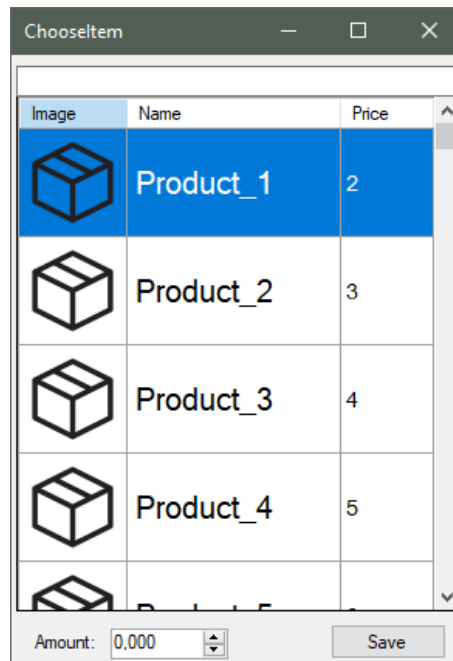 ChooseItem
Image Name Price
Product_1 2
Product_2 3
Product_3 4
Product_4 5
Amount: 0,000 Save